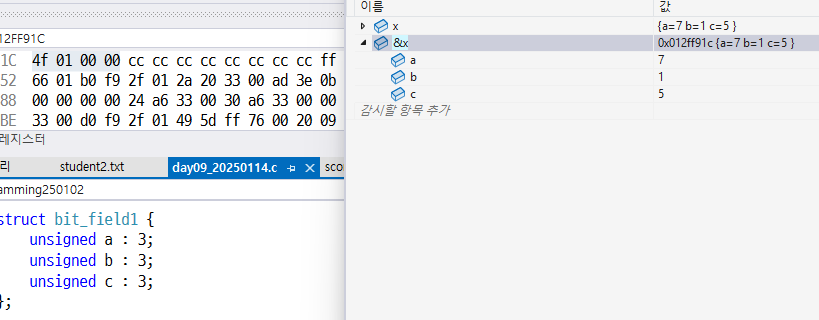 12FF91C
1C 4f 01 00 00 cc cc cc cc cc cc cc cc ff
52 66 01 b0 f9 2f 01 2a 20 33 00 ad 3e 0b
88 00 00 00 00 24 a6 33 00 30 a6 33 00 00
BE 33 00 d0 f9 2f 01 49 5d ff 76 00 20 09
레지스터
리 student2.txt day09_20250114.c scor
amming250102
struct bit_field1 {
unsigned a : 3;
unsigned b : 3;
unsigned c : 3;
};
이름 값
x {a=7 b=1 c=5 }
&x 0x012ff91c {a=7 b=1 c=5 }
a 7
b 1
c 5
감시할 항목 추가